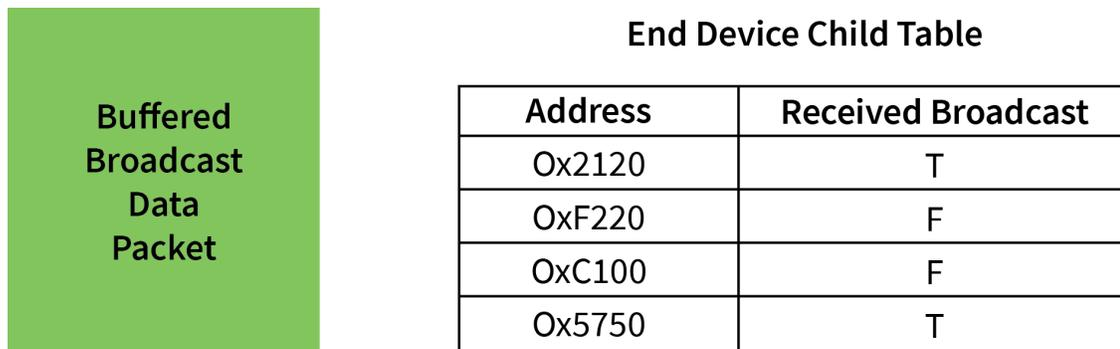 Buffered
Broadcast
Data
Packet
End Device Child Table
Address Received Broadcast
Ox2120 T
OxF220 F
OxC100 F
Ox5750 T